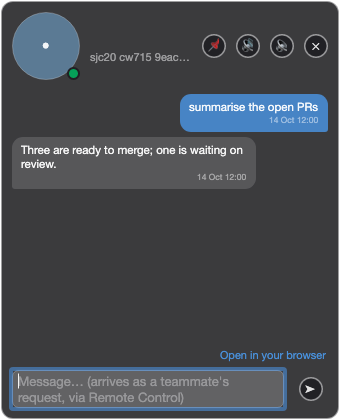 sjc20 cw715 9eac…
summarise the open PRs
14 Oct 12:00
Three are ready to merge; one is waiting on
review.
14 Oct 12:00
Open in your browser
Message… (arrives as a teammate's
request, via Remote Control)